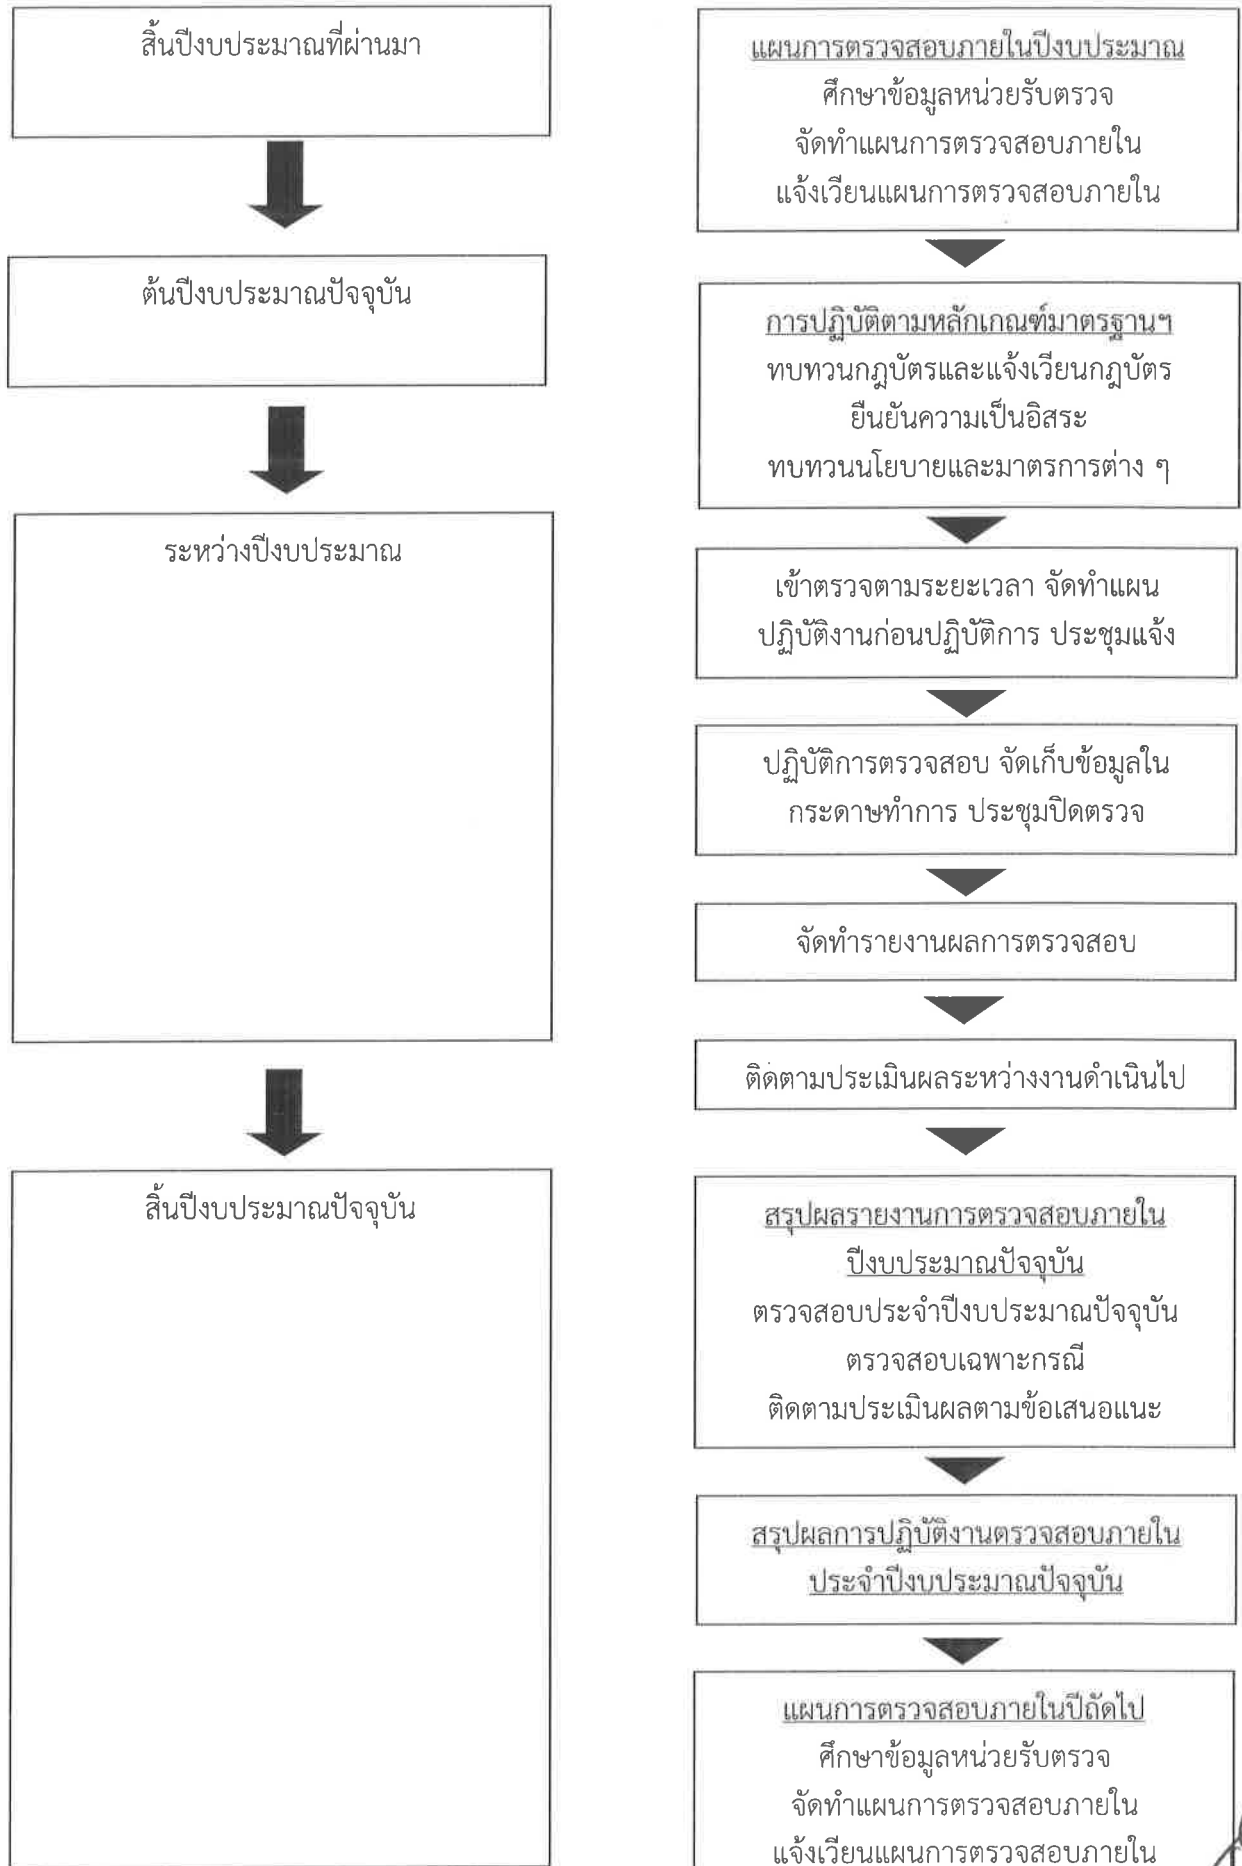 สิ้นปีงบประมาณที่ผ่านมา
แผนการตรวจสอบภายในปีงบประมาณ
ศึกษาข้อมูลหน่วยรับตรวจ
จัดทำแผนการตรวจสอบภายใน
แจ้งเวียนแผนการตรวจสอบภายใน
ต้นปีงบประมาณปัจจุบัน
การปฏิบัติตามหลักเกณฑ์มาตรฐานฯ
ทบทวนกฎบัตรและแจ้งเวียนกฎบัตร
ยืนยันความเป็นอิสระ
ทบทวนนโยบายและมาตรการต่าง ๆ
ระหว่างปีงบประมาณ
เข้าตรวจตามระยะเวลา จัดทำแผน
ปฏิบัติงานก่อนปฏิบัติการ ประชุมแจ้ง
ปฏิบัติการตรวจสอบ จัดเก็บข้อมูลใน
กระดาษทำการ ประชุมปิดตรวจ
จัดทำรายงานผลการตรวจสอบ
ติดตามประเมินผลระหว่างงานดำเนินไป
สิ้นปีงบประมาณปัจจุบัน
สรุปผลรายงานการตรวจสอบภายใน
ปีงบประมาณปัจจุบัน
ตรวจสอบประจำปีงบประมาณปัจจุบัน
ตรวจสอบเฉพาะกรณี
ติดตามประเมินผลตามข้อเสนอแนะ
สรุปผลการปฏิบัติงานตรวจสอบภายใน
ประจำปีงบประมาณปัจจุบัน
แผนการตรวจสอบภายในปีถัดไป
ศึกษาข้อมูลหน่วยรับตรวจ
จัดทำแผนการตรวจสอบภายใน
แจ้งเวียนแผนการตรวจสอบภายใน